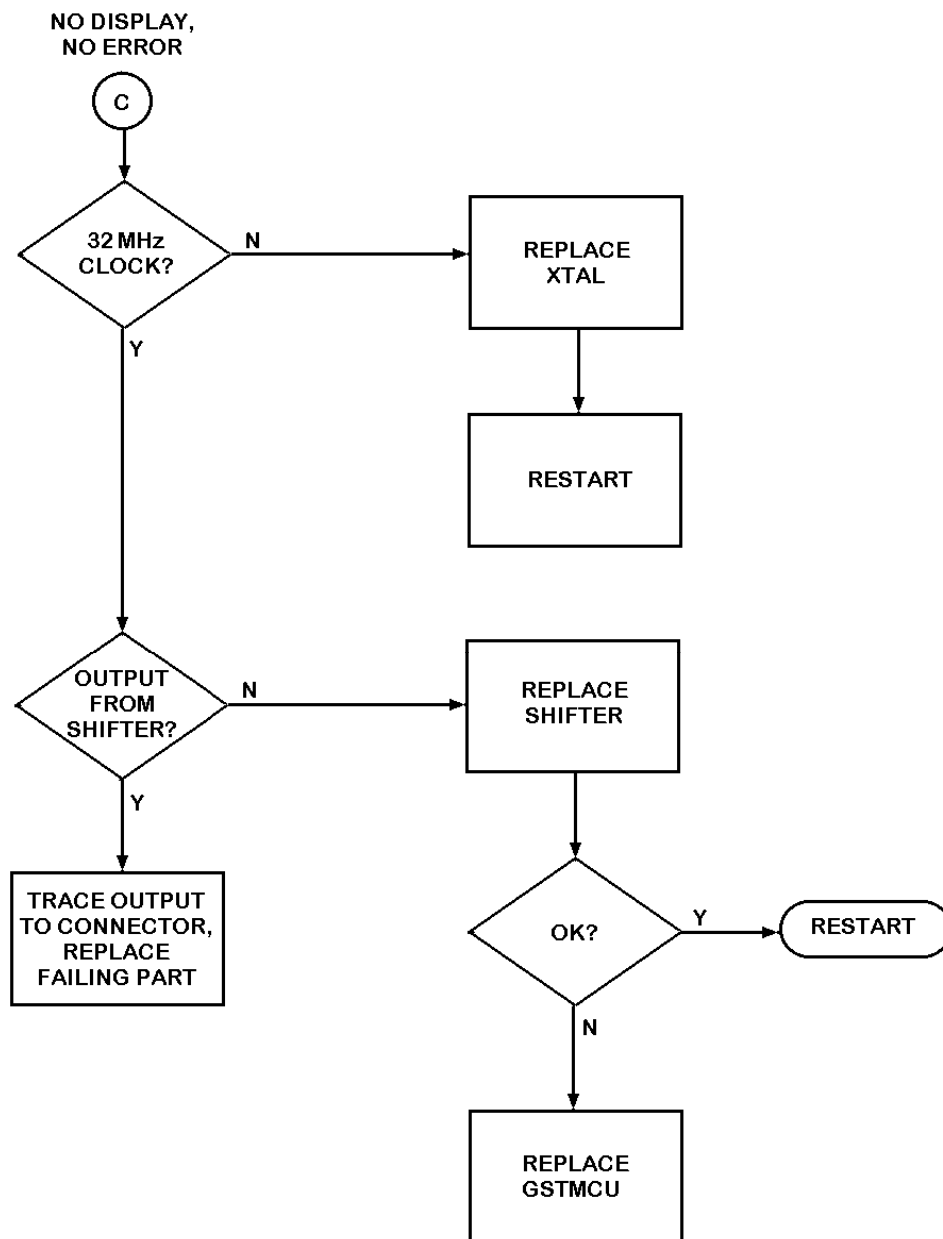 NO DISPLAY,
NO ERROR
C
32 MHz
CLOCK?
N
REPLACE
XTAL
Y
RESTART
OUTPUT
FROM
SHIFTER?
N
REPLACE
SHIFTER
Y
TRACE OUTPUT
TO CONNECTOR,
REPLACE
FAILING PART
OK?
Y
RESTART
N
REPLACE
GSTMCU